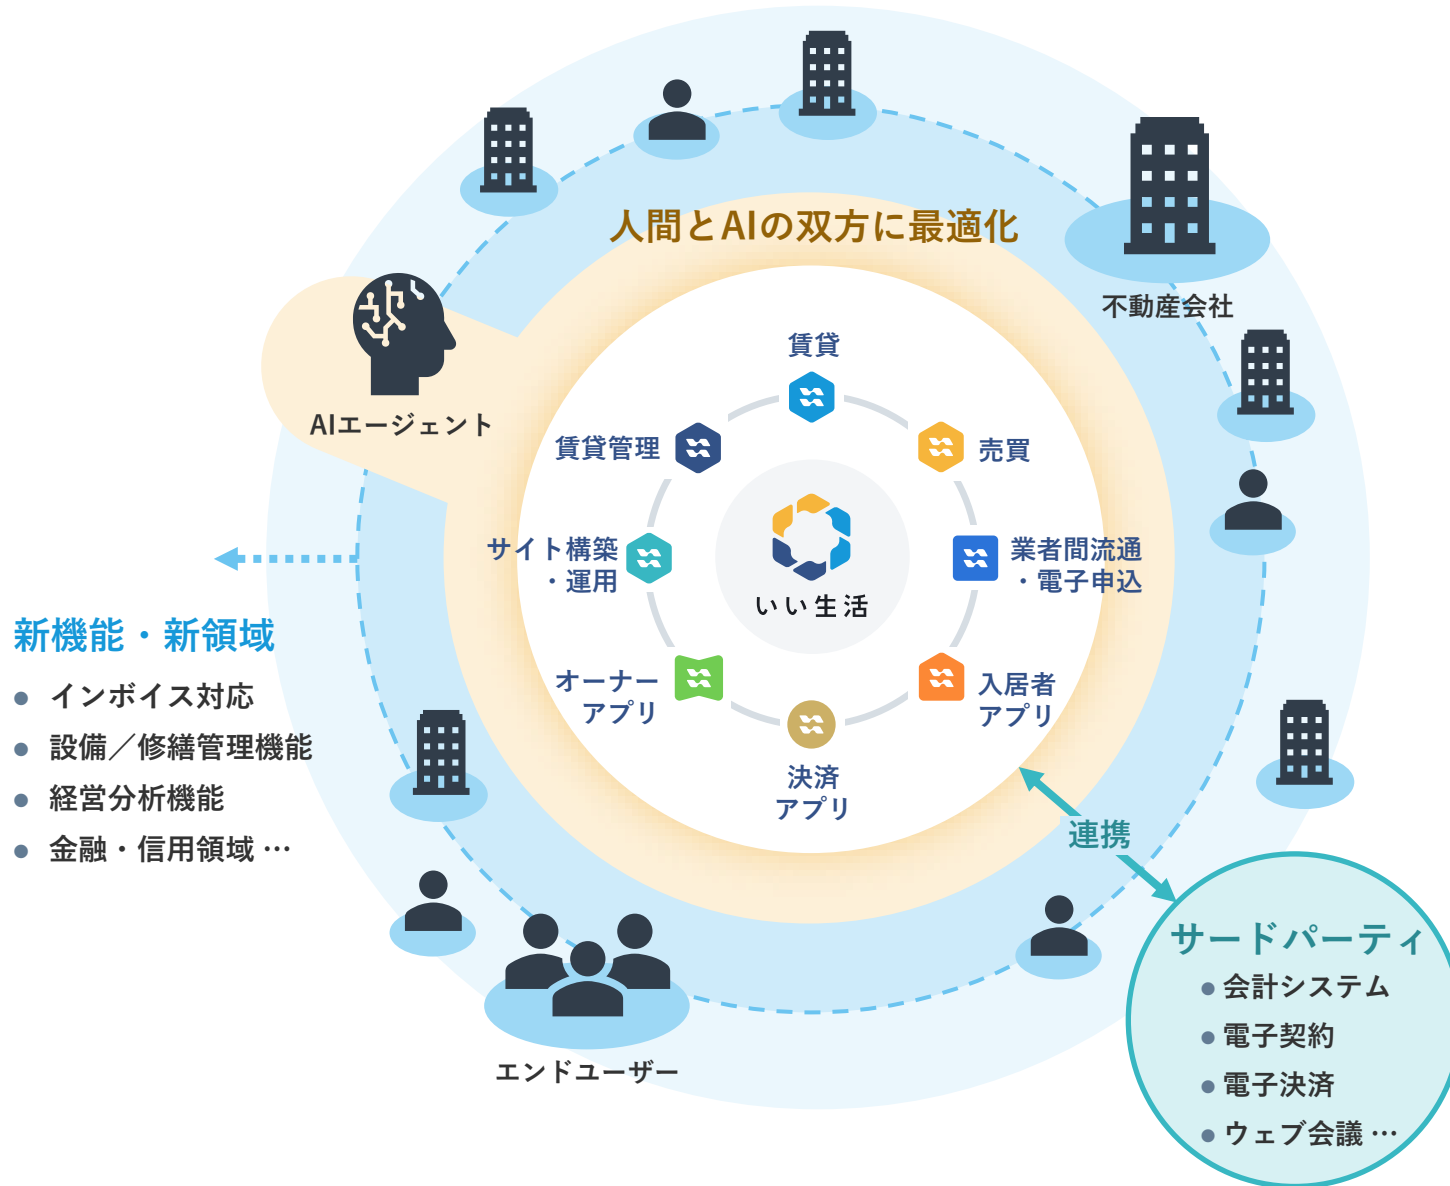 人間とAIの双方に最適化
不動産会社
AIエージェント
賃貸
賃貸管理
売買
サイト構築
・運用
業者間流通
・電子申込
いい生活
オーナー
アプリ
入居者
アプリ
決済
アプリ
新機能・新領域
● インボイス対応
● 設備／修繕管理機能
● 経営分析機能
● 金融・信用領域 …
連携
サードパーティ
● 会計システム
● 電子契約
● 電子決済
● ウェブ会議 …
エンドユーザー